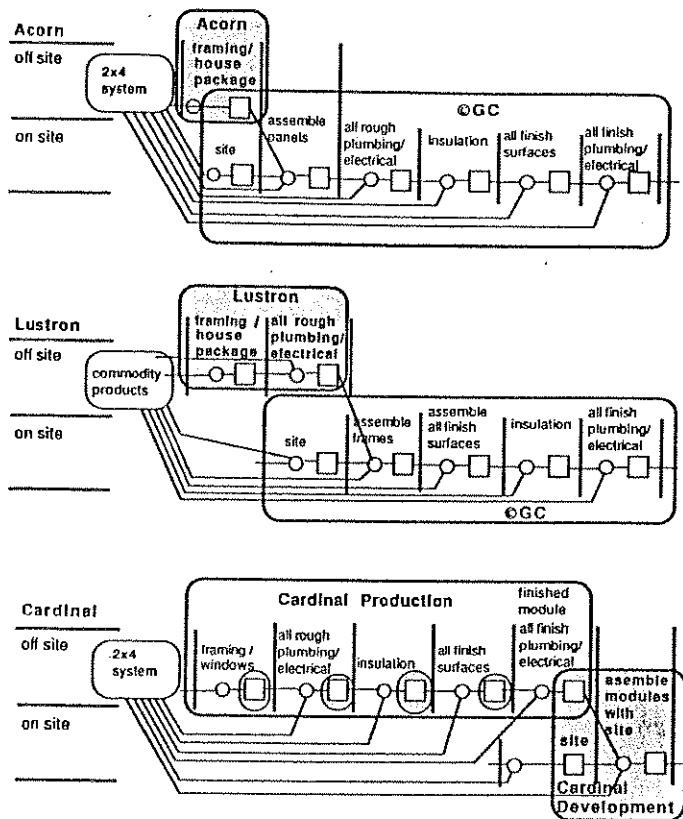 Acorn
off site
on site
2x4
system
Acorn
framing/
house
package
©GC
site
assemble
panels
all rough
plumbing/
electrical
insulation
all finish
surfaces
all finish
plumbing/
electrical
Lustron
off site
on site
commodity
products
Lustron
framing /
house
package
all rough
plumbing/
electrical
site
assemble
frames
assemble
all finish
surfaces
insulation
all finish
plumbing/
electrical
©GC
Cardinal
off site
on site
.2x4
system
Cardinal Production
framing /
windows
all rough
plumbing/
electrical
insulation
all finish
surfaces
finished
module
all finish
plumbing/
electrical
asemble
modules
with
site
site
Cardinal
Development